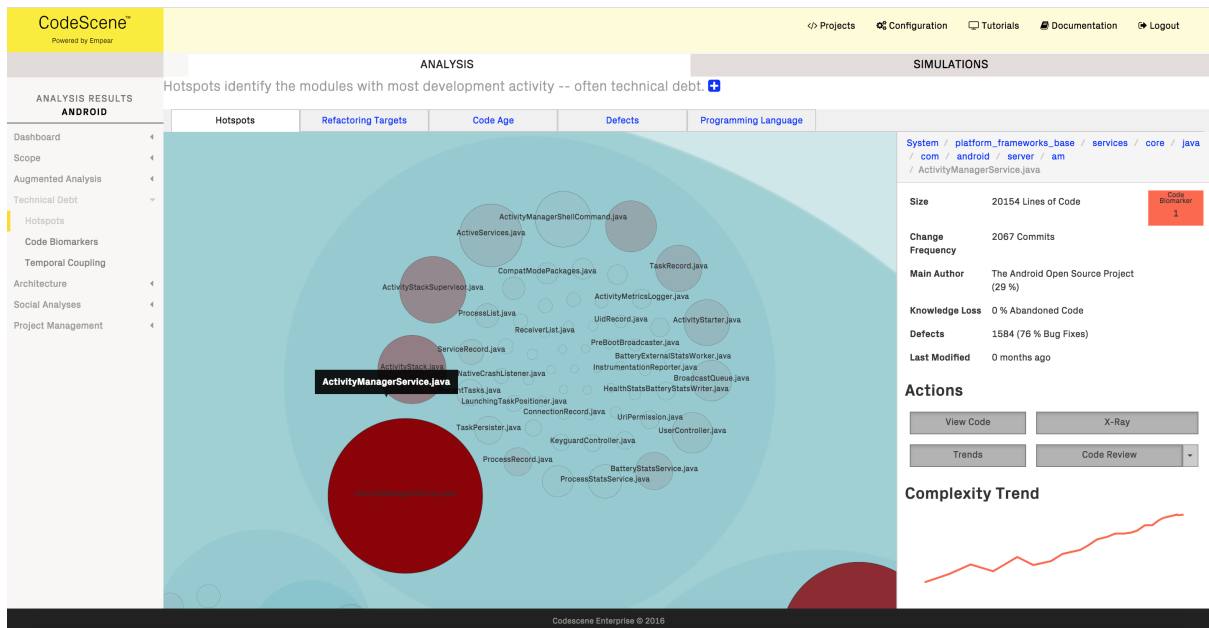 CodeScene™
Powered by Empear
Projects
Configuration
Tutorials
Documentation
Logout
ANALYSIS
SIMULATIONS
Hotspots identify the modules with most development activity -- often technical debt.
ANALYSIS RESULTS
ANDROID
Dashboard
Scope
Augmented Analysis
Technical Debt
Hotspots
Code Biomarkers
Temporal Coupling
Architecture
Social Analyses
Project Management
Hotspots
Refactoring Targets
Code Age
Defects
Programming Language
ActivityManagerShellCommand.java
ActiveServices.java
CompatModePackages.java
TaskRecord.java
ActivityStackSupervisor.java
ActivityMetricsLogger.java
ProcessList.java
UidRecord.java
ActivityStarter.java
ReceiverList.java
PreBootBroadcaster.java
ServiceRecord.java
BatteryExternalStatsWorker.java
ActivityStack.java
InstrumentationReporter.java
NativeCrashListener.java
BroadcastQueue.java
ActivityManagerService.java
ntTasks.java
HealthStatsBatteryStatsWriter.java
LaunchingTaskPositioner.java
ConnectionRecord.java
UriPermission.java
TaskPersister.java
UserController.java
KeyguardController.java
ProcessRecord.java
BatteryStatsService.java
ProcessStatsService.java
System / platform_frameworks_base / services / core / java
/ com / android / server / am
/ ActivityManagerService.java
Size 20154 Lines of Code
Code
Biomarker
1
Change
Frequency
2067 Commits
Main Author The Android Open Source Project
(29 %)
Knowledge Loss 0 % Abandoned Code
Defects 1584 (76 % Bug Fixes)
Last Modified 0 months ago
Actions
View Code
X-Ray
Trends
Code Review
Complexity Trend
Codescene Enterprise © 2016